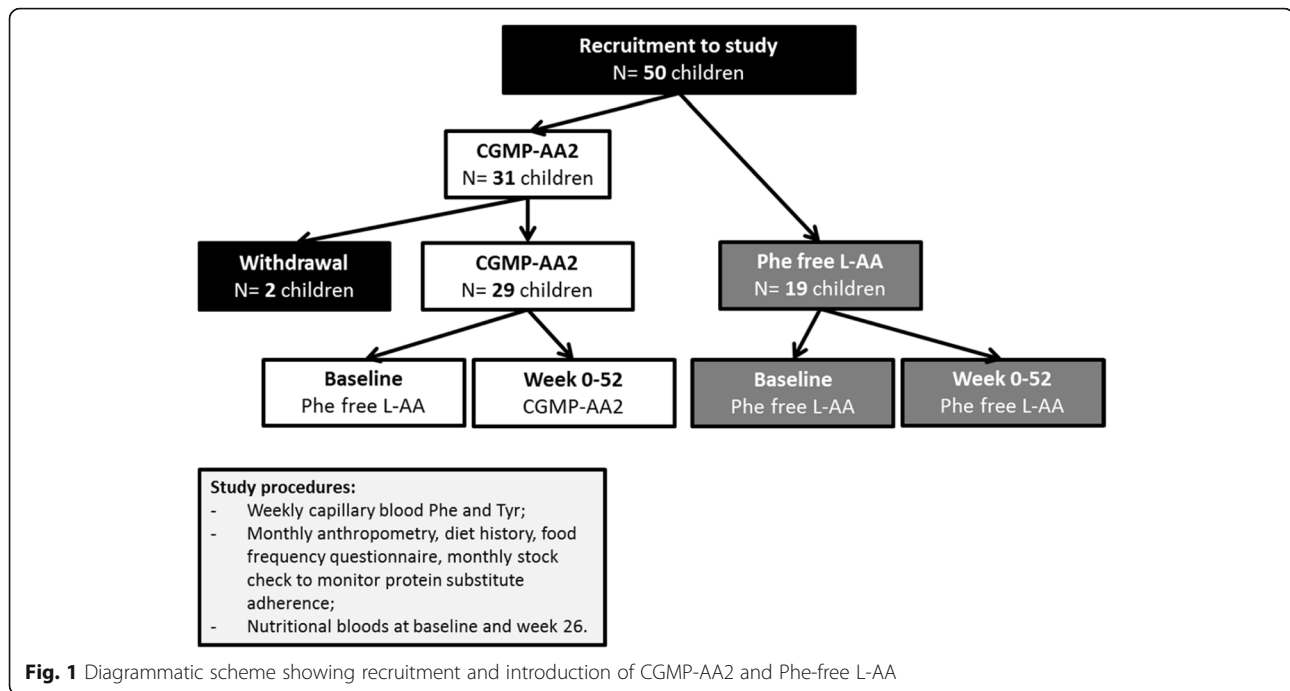 Recruitment to study
N= 50 children
CGMP-AA2
N= 31 children
Withdrawal
N= 2 children
CGMP-AA2
N= 29 children
Phe free L-AA
N= 19 children
Baseline
Phe free L-AA
Week 0-52
CGMP-AA2
Baseline
Phe free L-AA
Week 0-52
Phe free L-AA
Study procedures:
- Weekly capillary blood Phe and Tyr;
- Monthly anthropometry, diet history, food
frequency questionnaire, monthly stock
check to monitor protein substitute
adherence;
- Nutritional bloods at baseline and week 26.
Fig. 1 Diagrammatic scheme showing recruitment and introduction of CGMP-AA2 and Phe-free L-AA